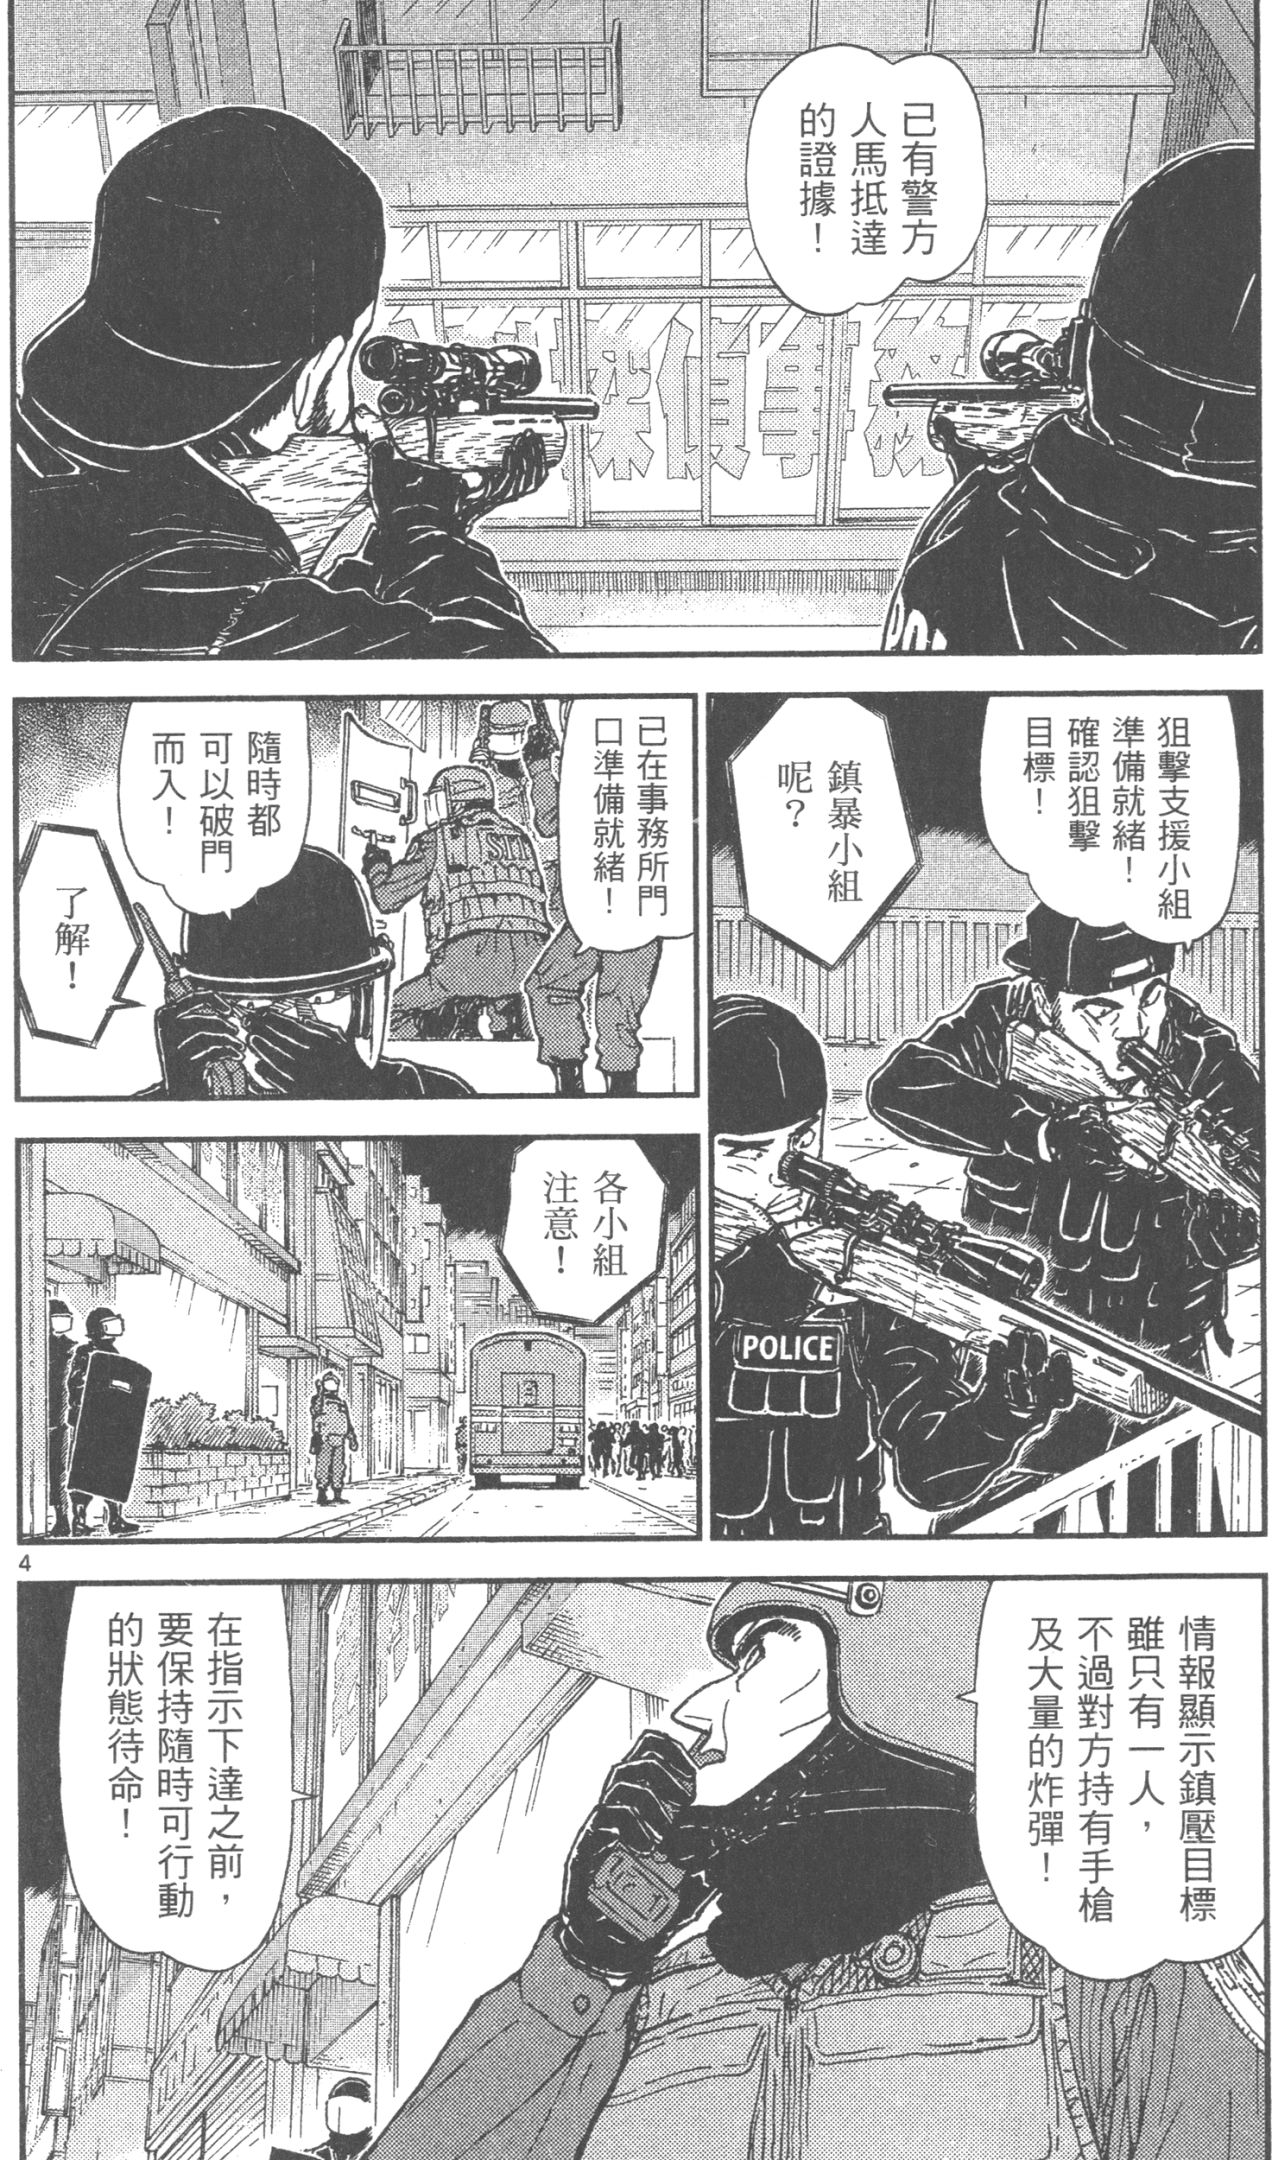 已有警方
人馬抵達
的證據！
探偵事務
PO
狙擊支援小組
準備就緒！
確認狙擊
目標！
鎮暴小組
呢？
POLICE
已在事務所門
口準備就緒！
隨時都
可以破門
而入！
了解！
各小組
注意！
4
情報顯示鎮壓目標
雖只有一人，
不過對方持有手槍
及大量的炸彈！
在指示下達之前，
要保持隨時可行動
的狀態待命！